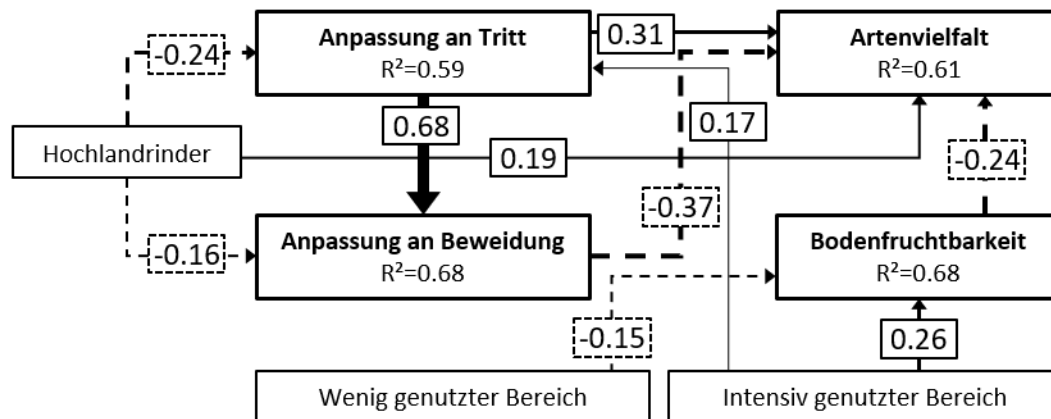 Anpassung an Tritt
R²=0.59
0.31
Artenvielfalt
R²=0.61
-0.24
0.68
0.17
Hochlandrinder
0.19
-0.24
-0.37
Anpassung an Beweidung
R²=0.68
-0.16
Bodenfruchtbarkeit
R²=0.68
-0.15
0.26
Wenig genutzter Bereich
Intensiv genutzter Bereich